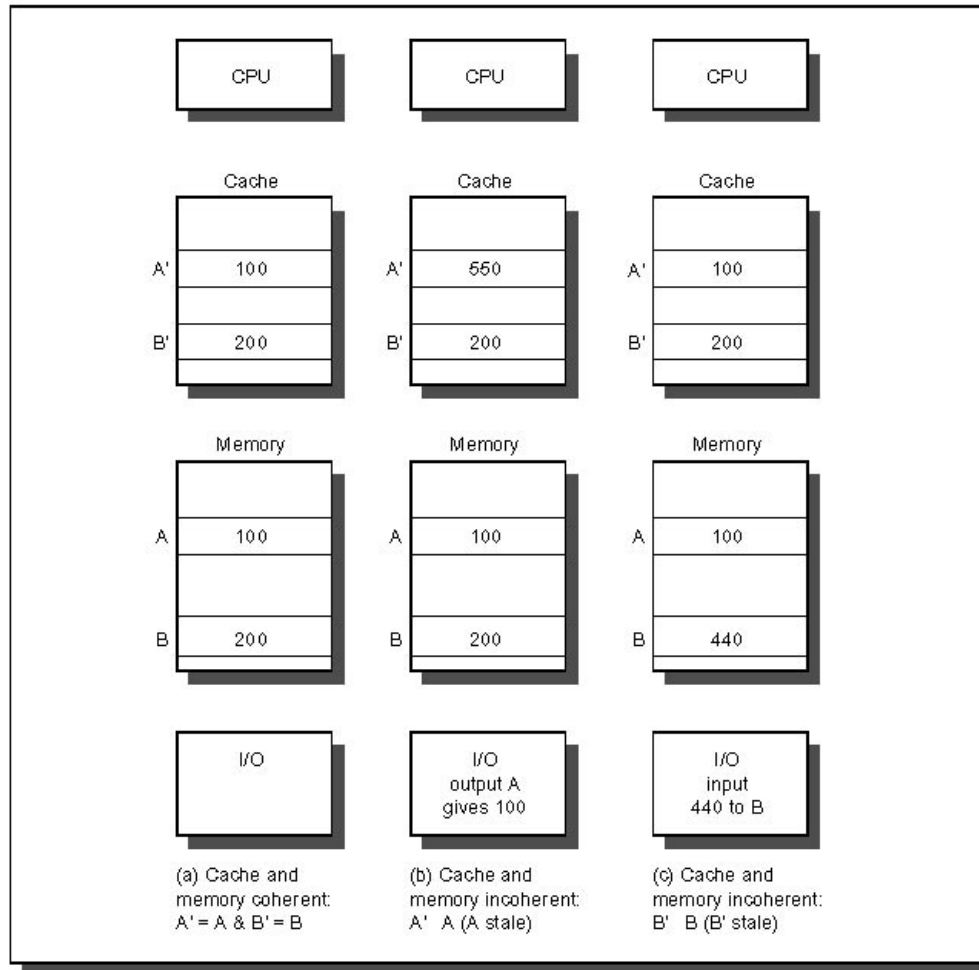 CPU
CPU
CPU
Cache
Cache
Cache
A' 100
A' 550
A' 100
B' 200
B' 200
B' 200
Memory
Memory
Memory
A 100
A 100
A 100
B 200
B 200
B 440
I/O
I/O
output A
gives 100
I/O
input
440 to B
(a) Cache and
memory coherent:
A' = A & B' = B
(b) Cache and
memory incoherent:
A' A (A stale)
(c) Cache and
memory incoherent:
B' B (B' stale)